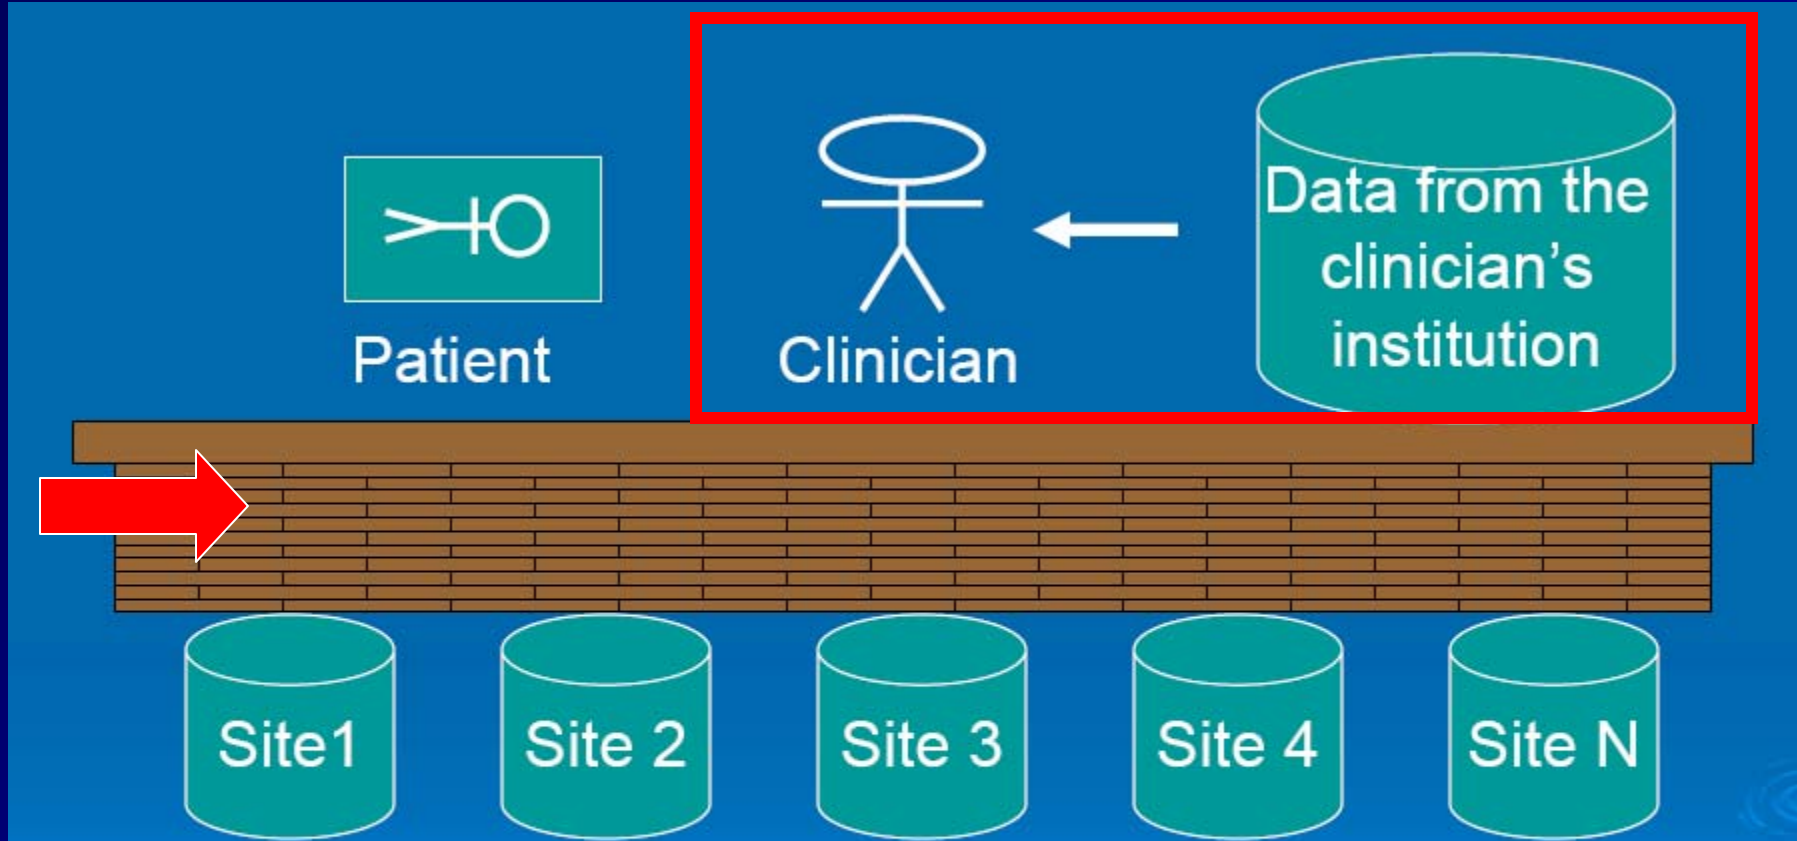 Patient
Clinician
Data from the
clinician's
institution
Site1
Site 2
Site 3
Site 4
Site N